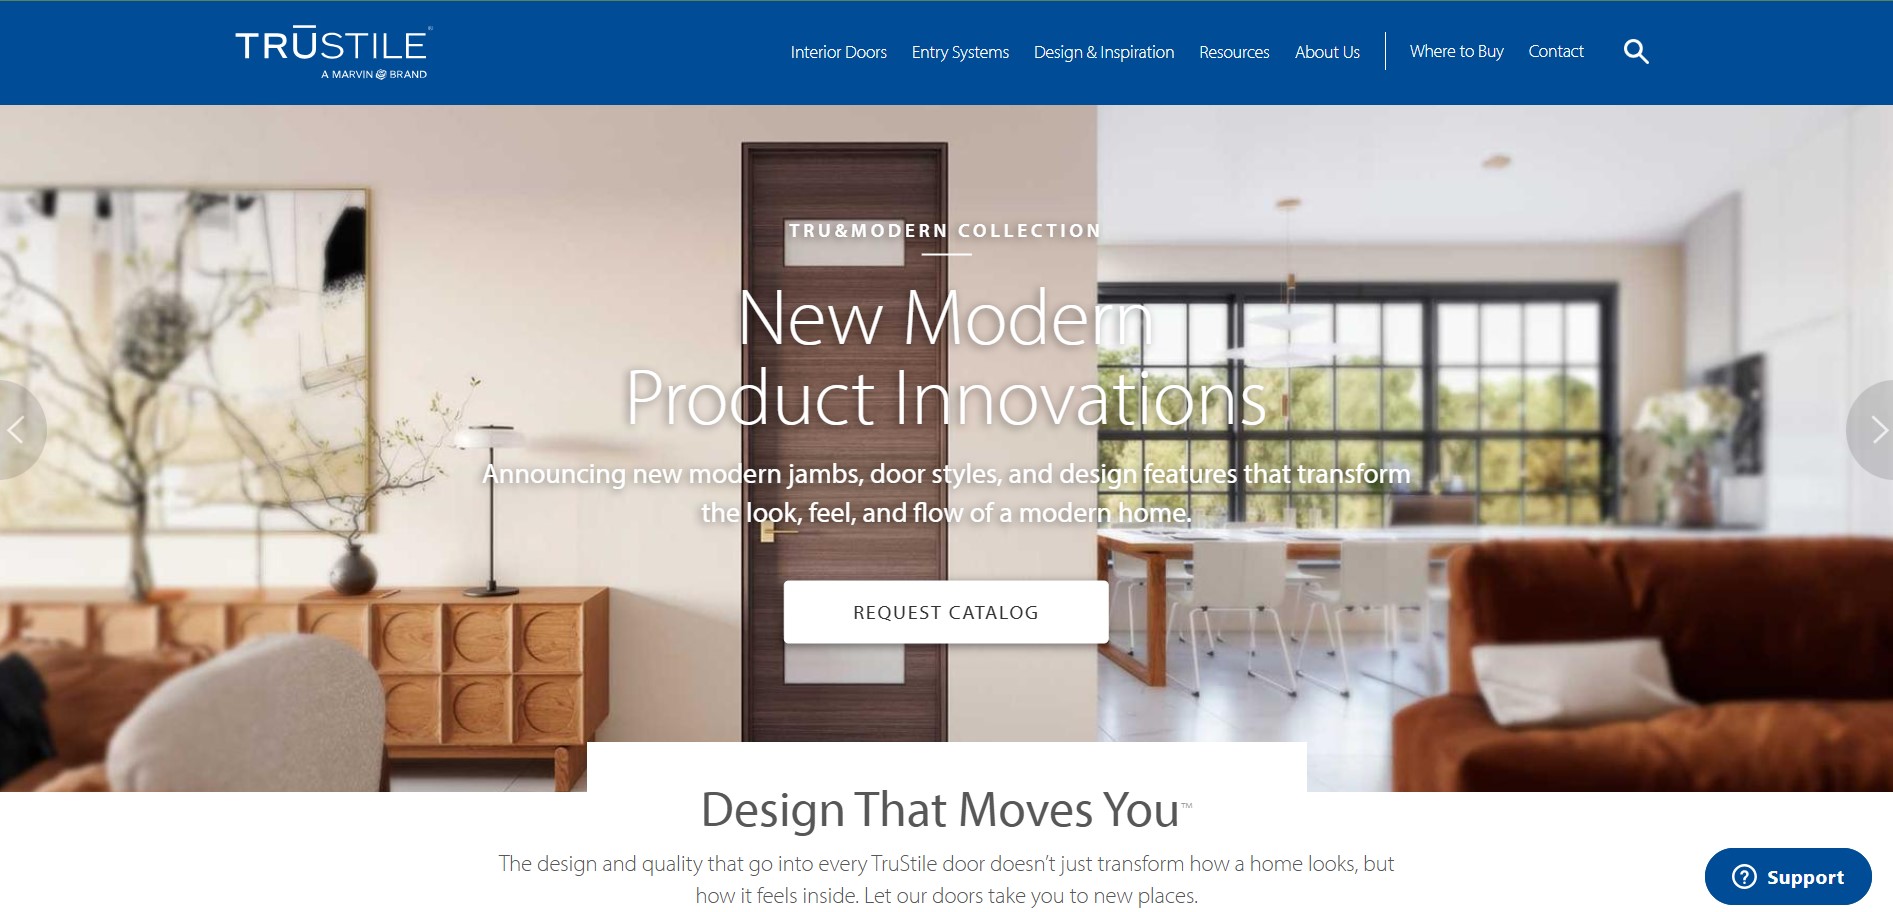 TRUSTILE®
A MARVIN BRAND
Interior Doors
Entry Systems
Design & Inspiration
Resources
About Us
Where to Buy
Contact
TRU&MODERN COLLECTION
New Modern
Product Innovations
Announcing new modern jambs, door styles, and design features that transform
the look, feel, and flow of a modern home.
REQUEST CATALOG
Design That Moves You™
The design and quality that go into every TruStile door doesn’t just transform how a home looks, but
how it feels inside. Let our doors take you to new places.
Support